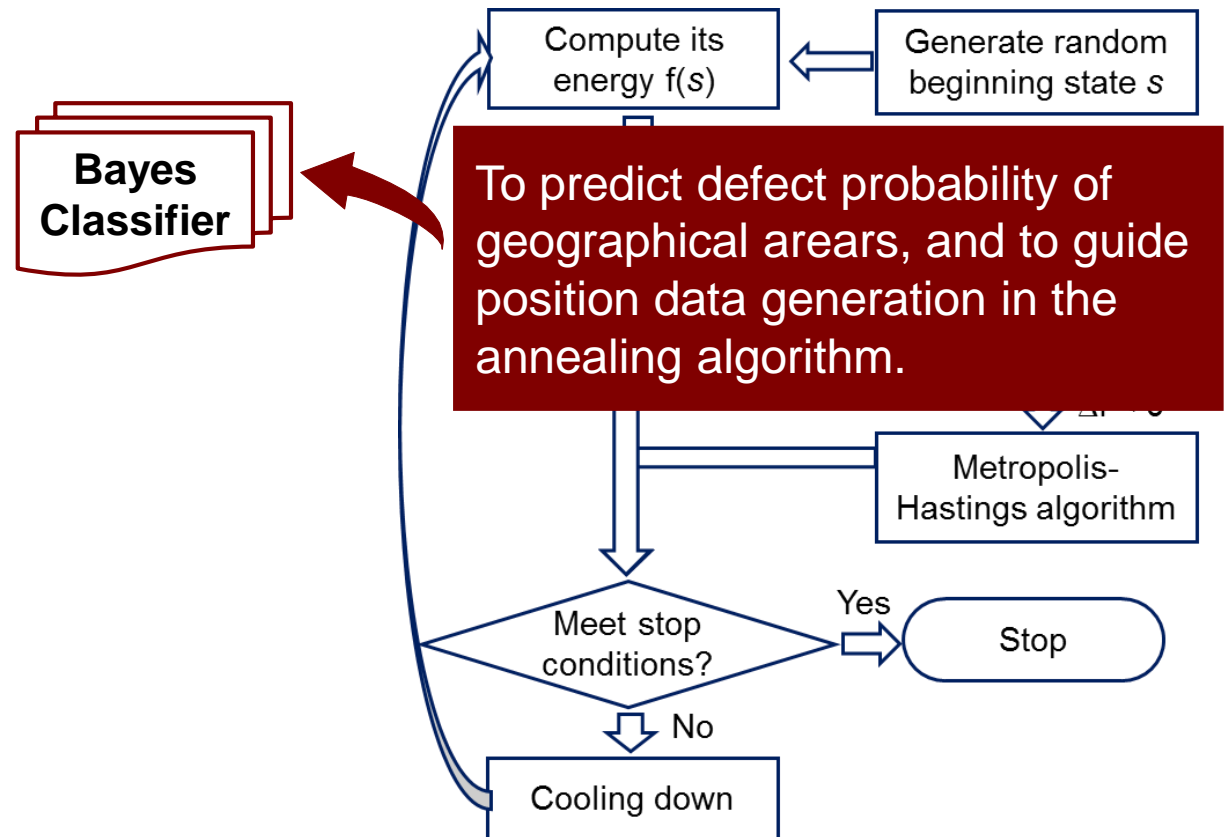 Compute its
energy f(s)
Generate random
beginning state s
Bayes
Classifier
To predict defect probability of
geographical arears, and to guide
position data generation in the
annealing algorithm.
Metropolis-
Hastings algorithm
Meet stop
conditions?
Yes
Stop
No
Cooling down